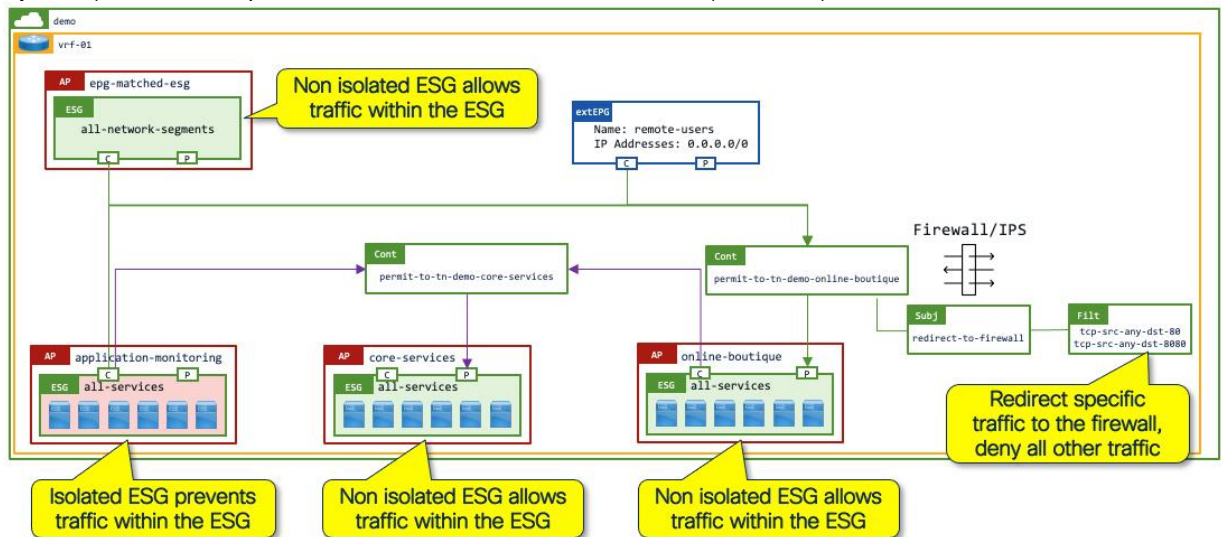 demo
vrf-01
AP epg-matched-esg
ESG
all-network-segments
C P
Non isolated ESG allows
traffic within the ESG
extEPG
Name: remote-users
IP Addresses: 0.0.0.0/0
C P
Firewall/IPS
Cont
permit-to-tn-demo-core-services
Cont
permit-to-tn-demo-online-boutique
Subj
redirect-to-firewall
Filt
tcp-src-any-dst-80
tcp-src-any-dst-8080
AP application-monitoring
C P
ESG all-services
AP core-services
C P
ESG all-services
AP online-boutique
C P
ESG all-services
Redirect specific
traffic to the firewall,
deny all other traffic
Isolated ESG prevents
traffic within the ESG
Non isolated ESG allows
traffic within the ESG
Non isolated ESG allows
traffic within the ESG